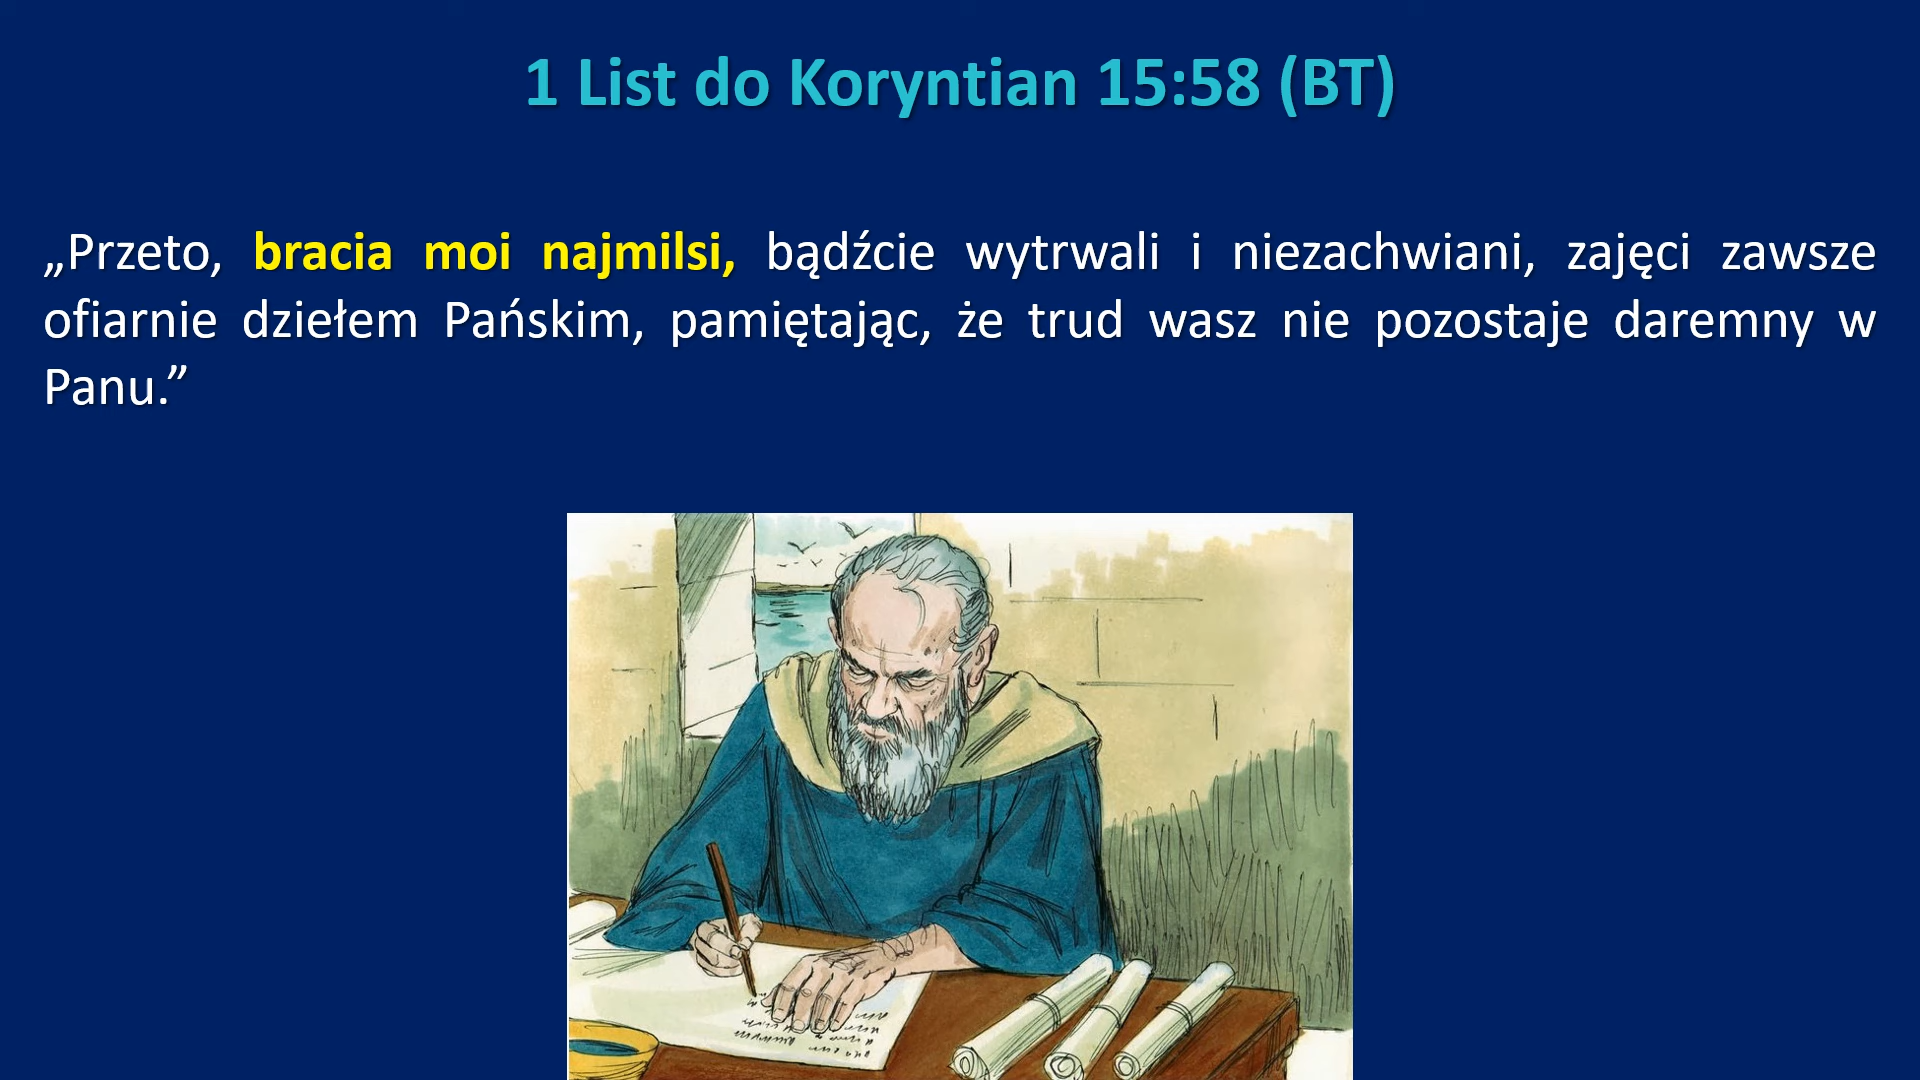 1 List do Koryntian 15:58 (BT)
„Przeto, bracia moi najmilsi, bądźcie wytrwali i niezachwiani, zajęci zawsze
ofiarnie dziełem Pańskim, pamiętając, że trud wasz nie pozostaje daremny w
Panu.”